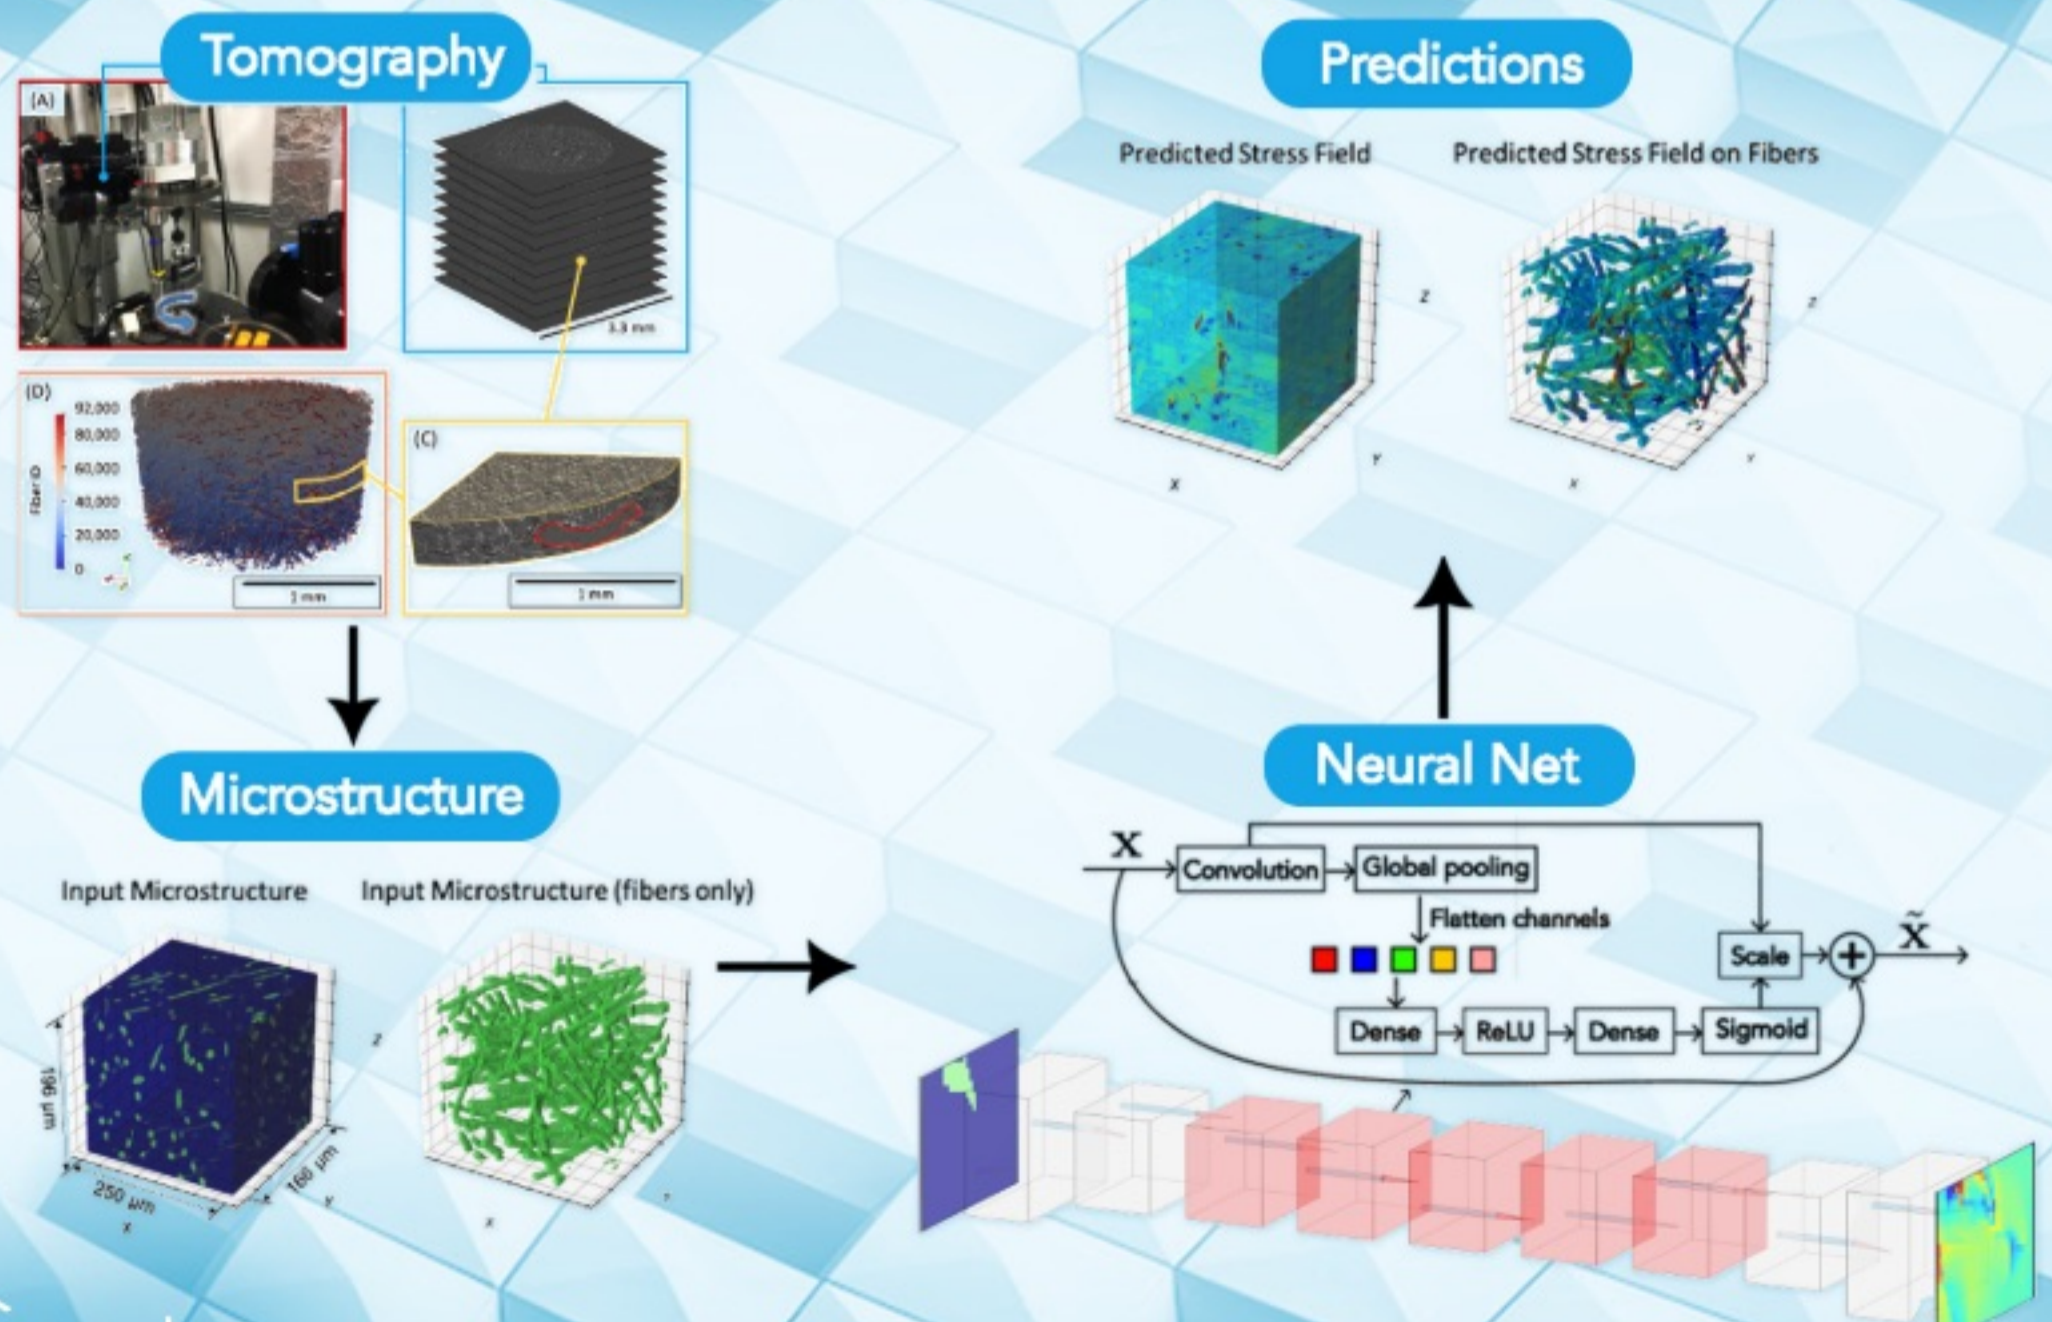 Tomography
(A)
3.3 mm
(D)
92,000
80,000
60,000
40,000
20,000
0
Fiber ID
1 mm
(C)
1 mm
Microstructure
Input Microstructure
Input Microstructure (fibers only)
196 μm
250 μm
166 μm
X
Y
Z
X
Predictions
Predicted Stress Field
Predicted Stress Field on Fibers
Z
Y
X
Z
Y
X
Neural Net
X
Convolution
Global pooling
Flatten channels
Scale
+
X̃
Dense
ReLU
Dense
Sigmoid